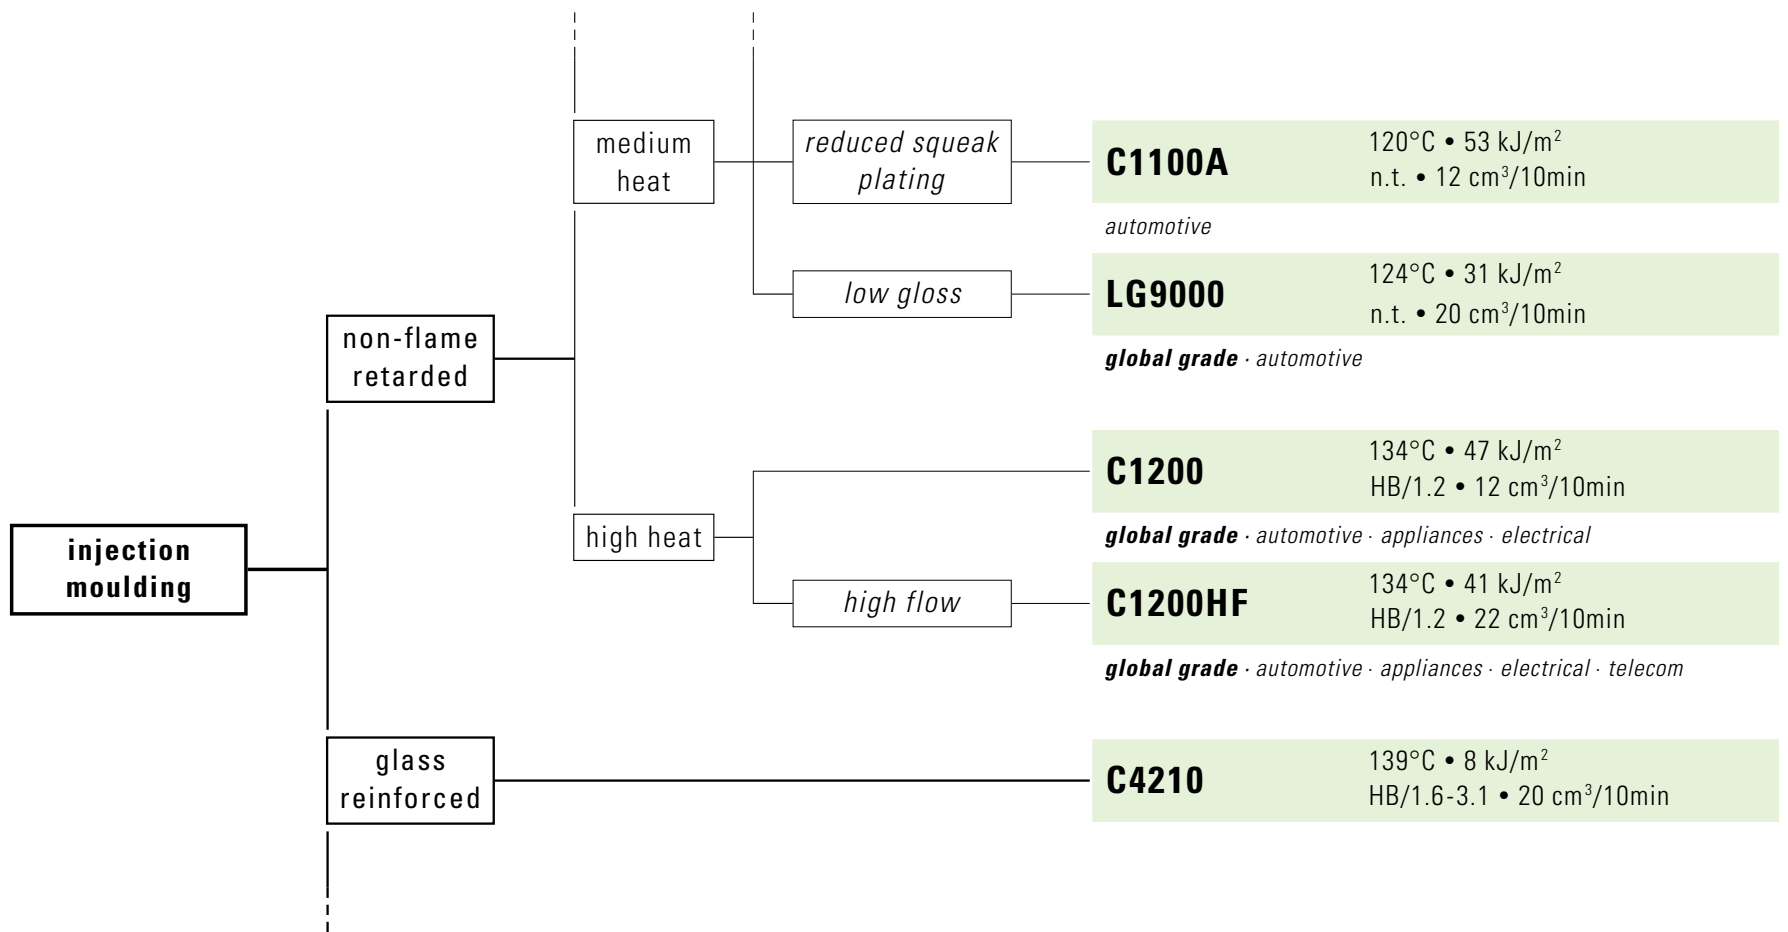 medium
heat
reduced squeak
plating
C1100A
120°C • 53 kJ/m²
n.t. • 12 cm³/10min
automotive
low gloss
LG9000
124°C • 31 kJ/m²
n.t. • 20 cm³/10min
global grade · automotive
non-flame
retarded
C1200
134°C • 47 kJ/m²
HB/1.2 • 12 cm³/10min
global grade · automotive · appliances · electrical
high heat
injection
moulding
high flow
C1200HF
134°C • 41 kJ/m²
HB/1.2 • 22 cm³/10min
global grade · automotive · appliances · electrical · telecom
glass
reinforced
C4210
139°C • 8 kJ/m²
HB/1.6-3.1 • 20 cm³/10min